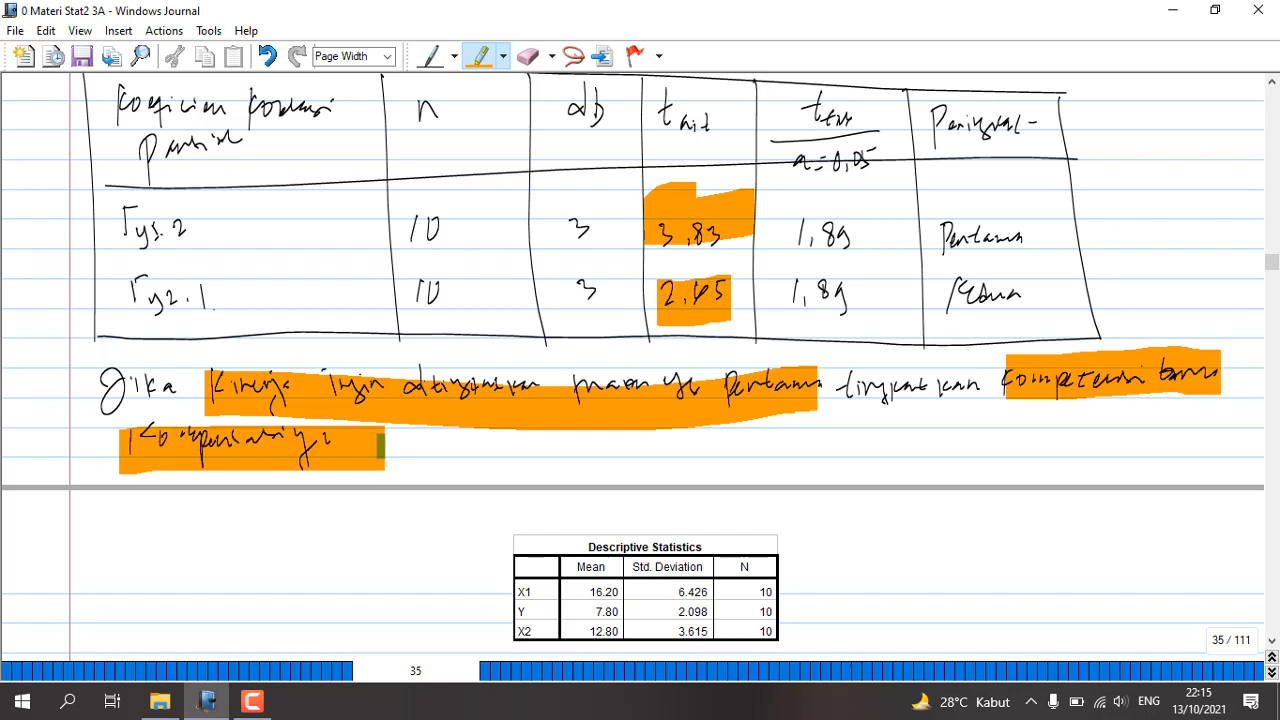 0 Materi Stat2 3A - Windows Journal
File Edit View Insert Actions Tools Help
Page Width
Koefisien Korelasi n db t hit t tab Peringkat
Partial α = 0,05
ry1.2 10 3 3,83 1,89 Pertama
ry2.1 10 3 2,45 1,89 Kedua
Jika Kinerja ingin ditingkatkan maka yg Pertama tingkatkan Kompetensi
Descriptive Statistics
Mean Std. Deviation N
X1 16.20 6.426 10
Y 7.80 2.098 10
X2 12.80 3.615 10
35 / 111
35
28°C Kabut ENG 22:15
13/10/2021